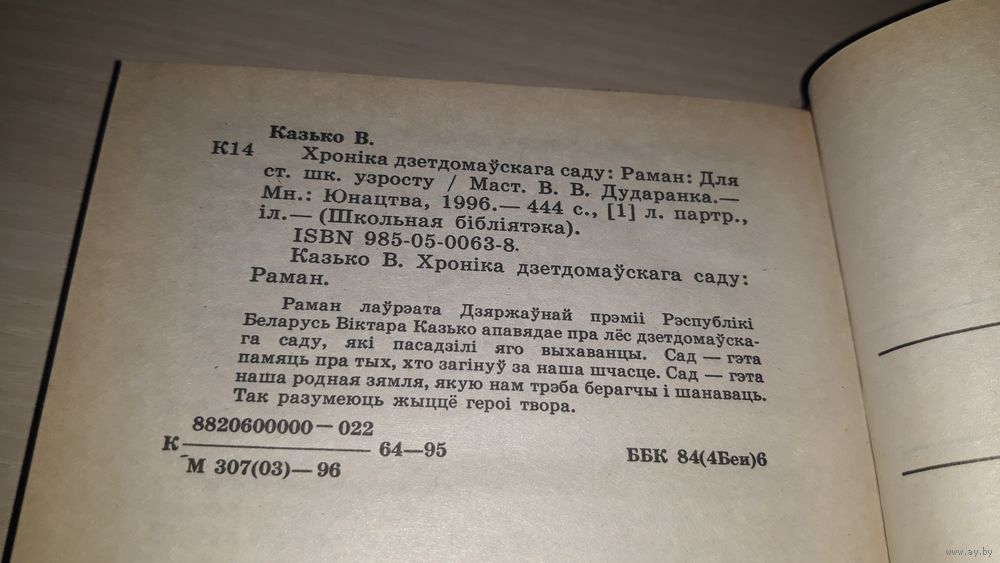 Казько В.
К14 Хроніка дзетдомаўскага саду: Раман: Для
ст. шк. узросту / Маст. В. В. Дударанка.—
Мн.: Юнацтва, 1996.— 444 с., [1] л. партр.,
іл.— (Школьная бібліятэка).
ISBN 985-05-0063-8.
Казько В. Хроніка дзетдомаўскага саду:
Раман.
Раман лаўрэата Дзяржаўнай прэміі Рэспублікі
Беларусь Віктара Казько апавядае пра лёс дзетдомаўска-
га саду, які пасадзілі яго выхаванцы. Сад — гэта
памяць пра тых, хто загінуў за наша шчасце. Сад — гэта
наша родная зямля, якую нам трэба берагчы і шанаваць.
Так разумеюць жыццё героі твора.
8820600000—022
К 64—95
М 307(03)—96
ББК 84(4Беи)6
www.ay.by